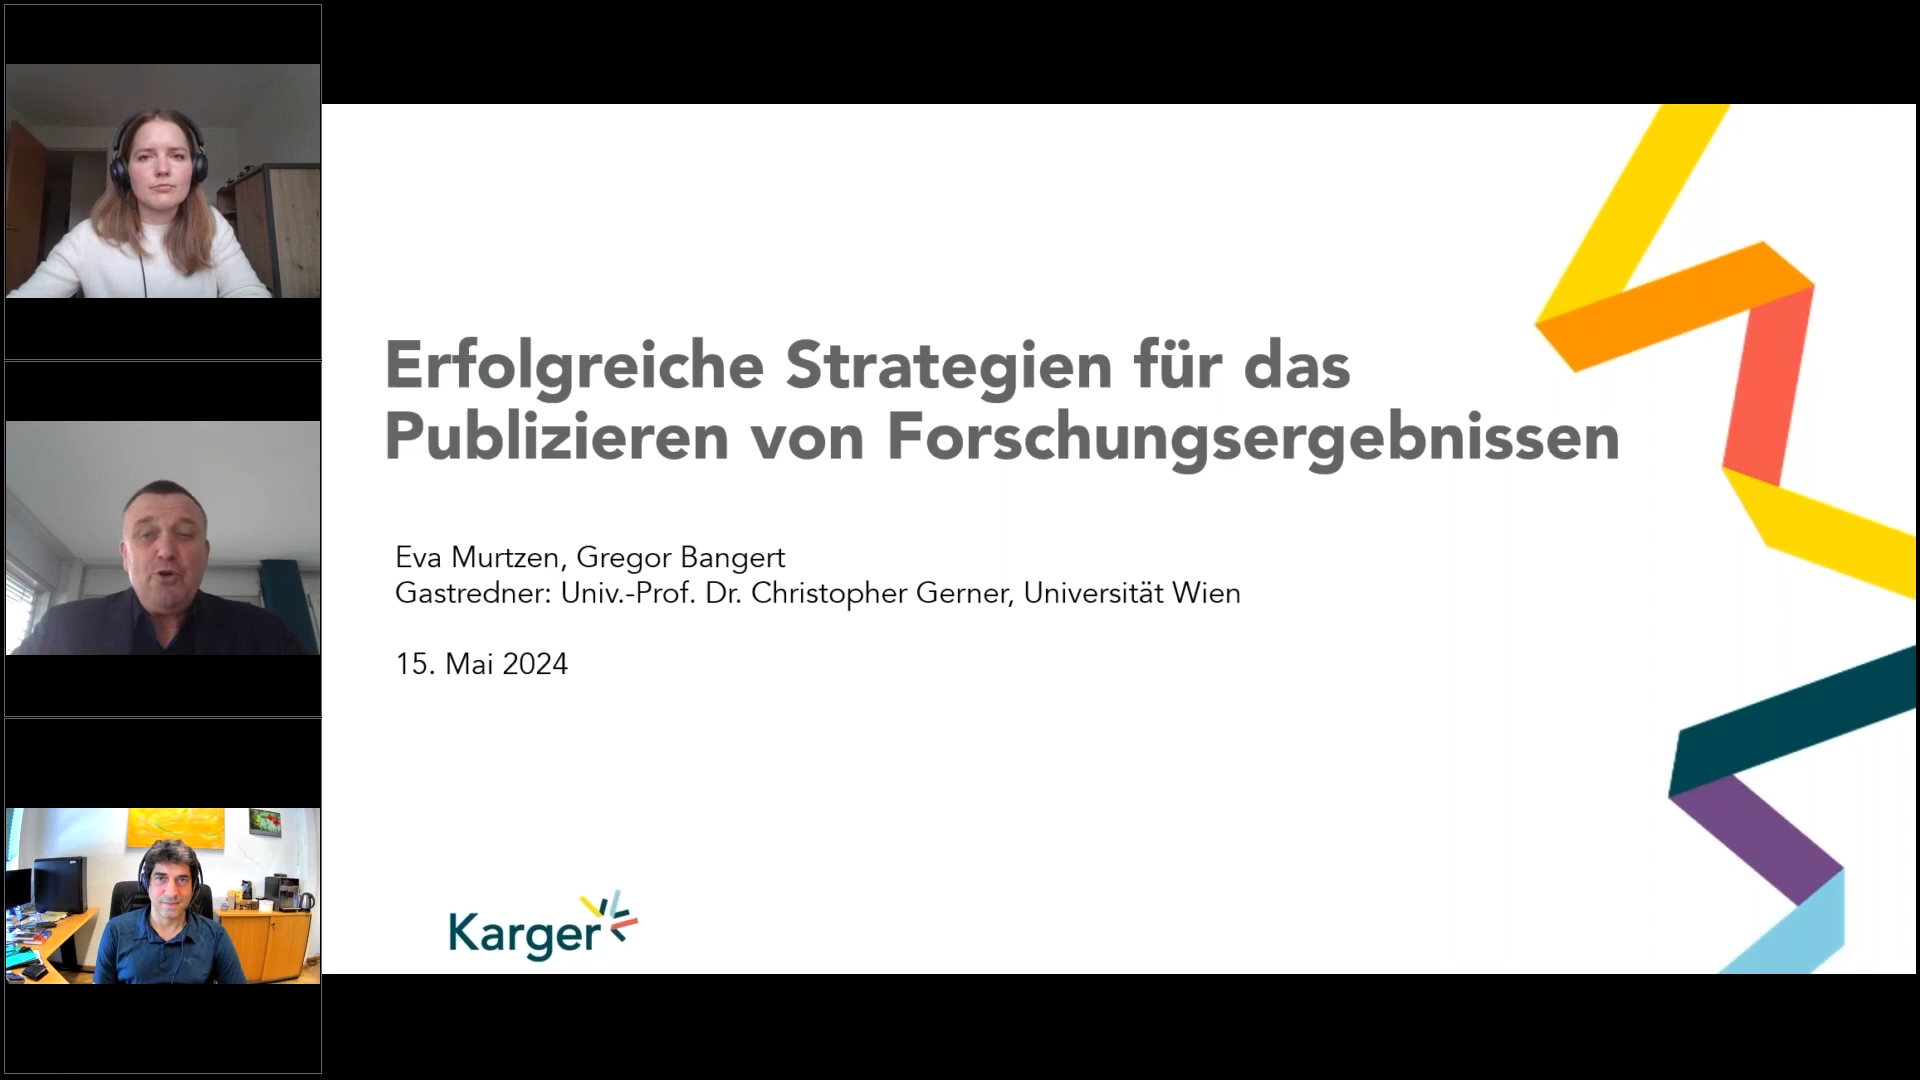 Erfolgreiche Strategien für das
Publizieren von Forschungsergebnissen
Eva Murtzen, Gregor Bangert
Gastredner: Univ.-Prof. Dr. Christopher Gerner, Universität Wien
15. Mai 2024
Karger